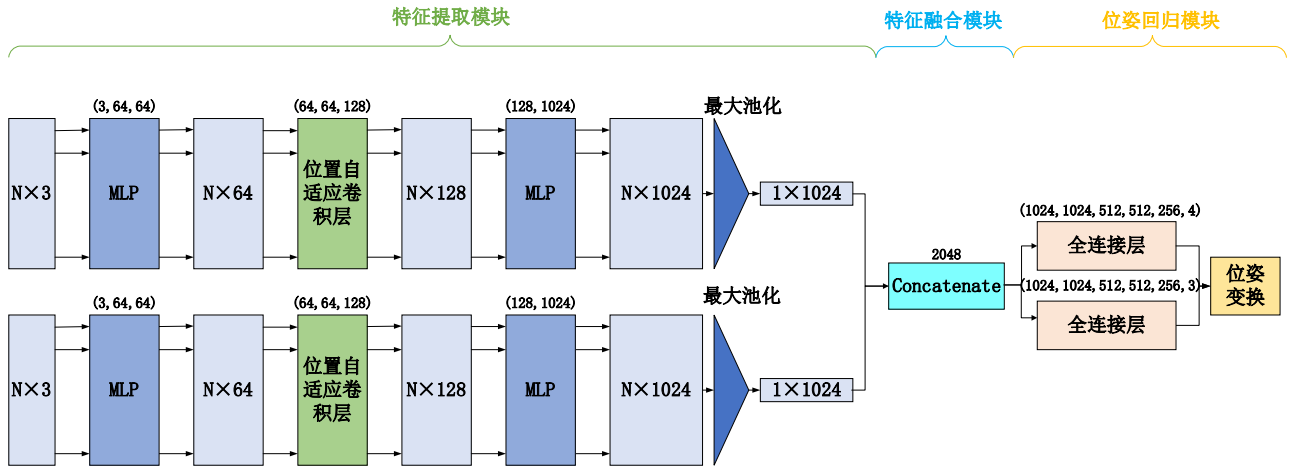 特征提取模块
特征融合模块
位姿回归模块
(3,64,64)
(64,64,128)
(128,1024)
最大池化
N×3
MLP
N×64
位置自
适应卷
积层
N×128
MLP
N×1024
1×1024
(3,64,64)
(64,64,128)
(128,1024)
最大池化
N×3
MLP
N×64
位置自
适应卷
积层
N×128
MLP
N×1024
1×1024
2048
Concatenate
(1024,1024,512,512,256,4)
全连接层
(1024,1024,512,512,256,3)
全连接层
位姿
变换